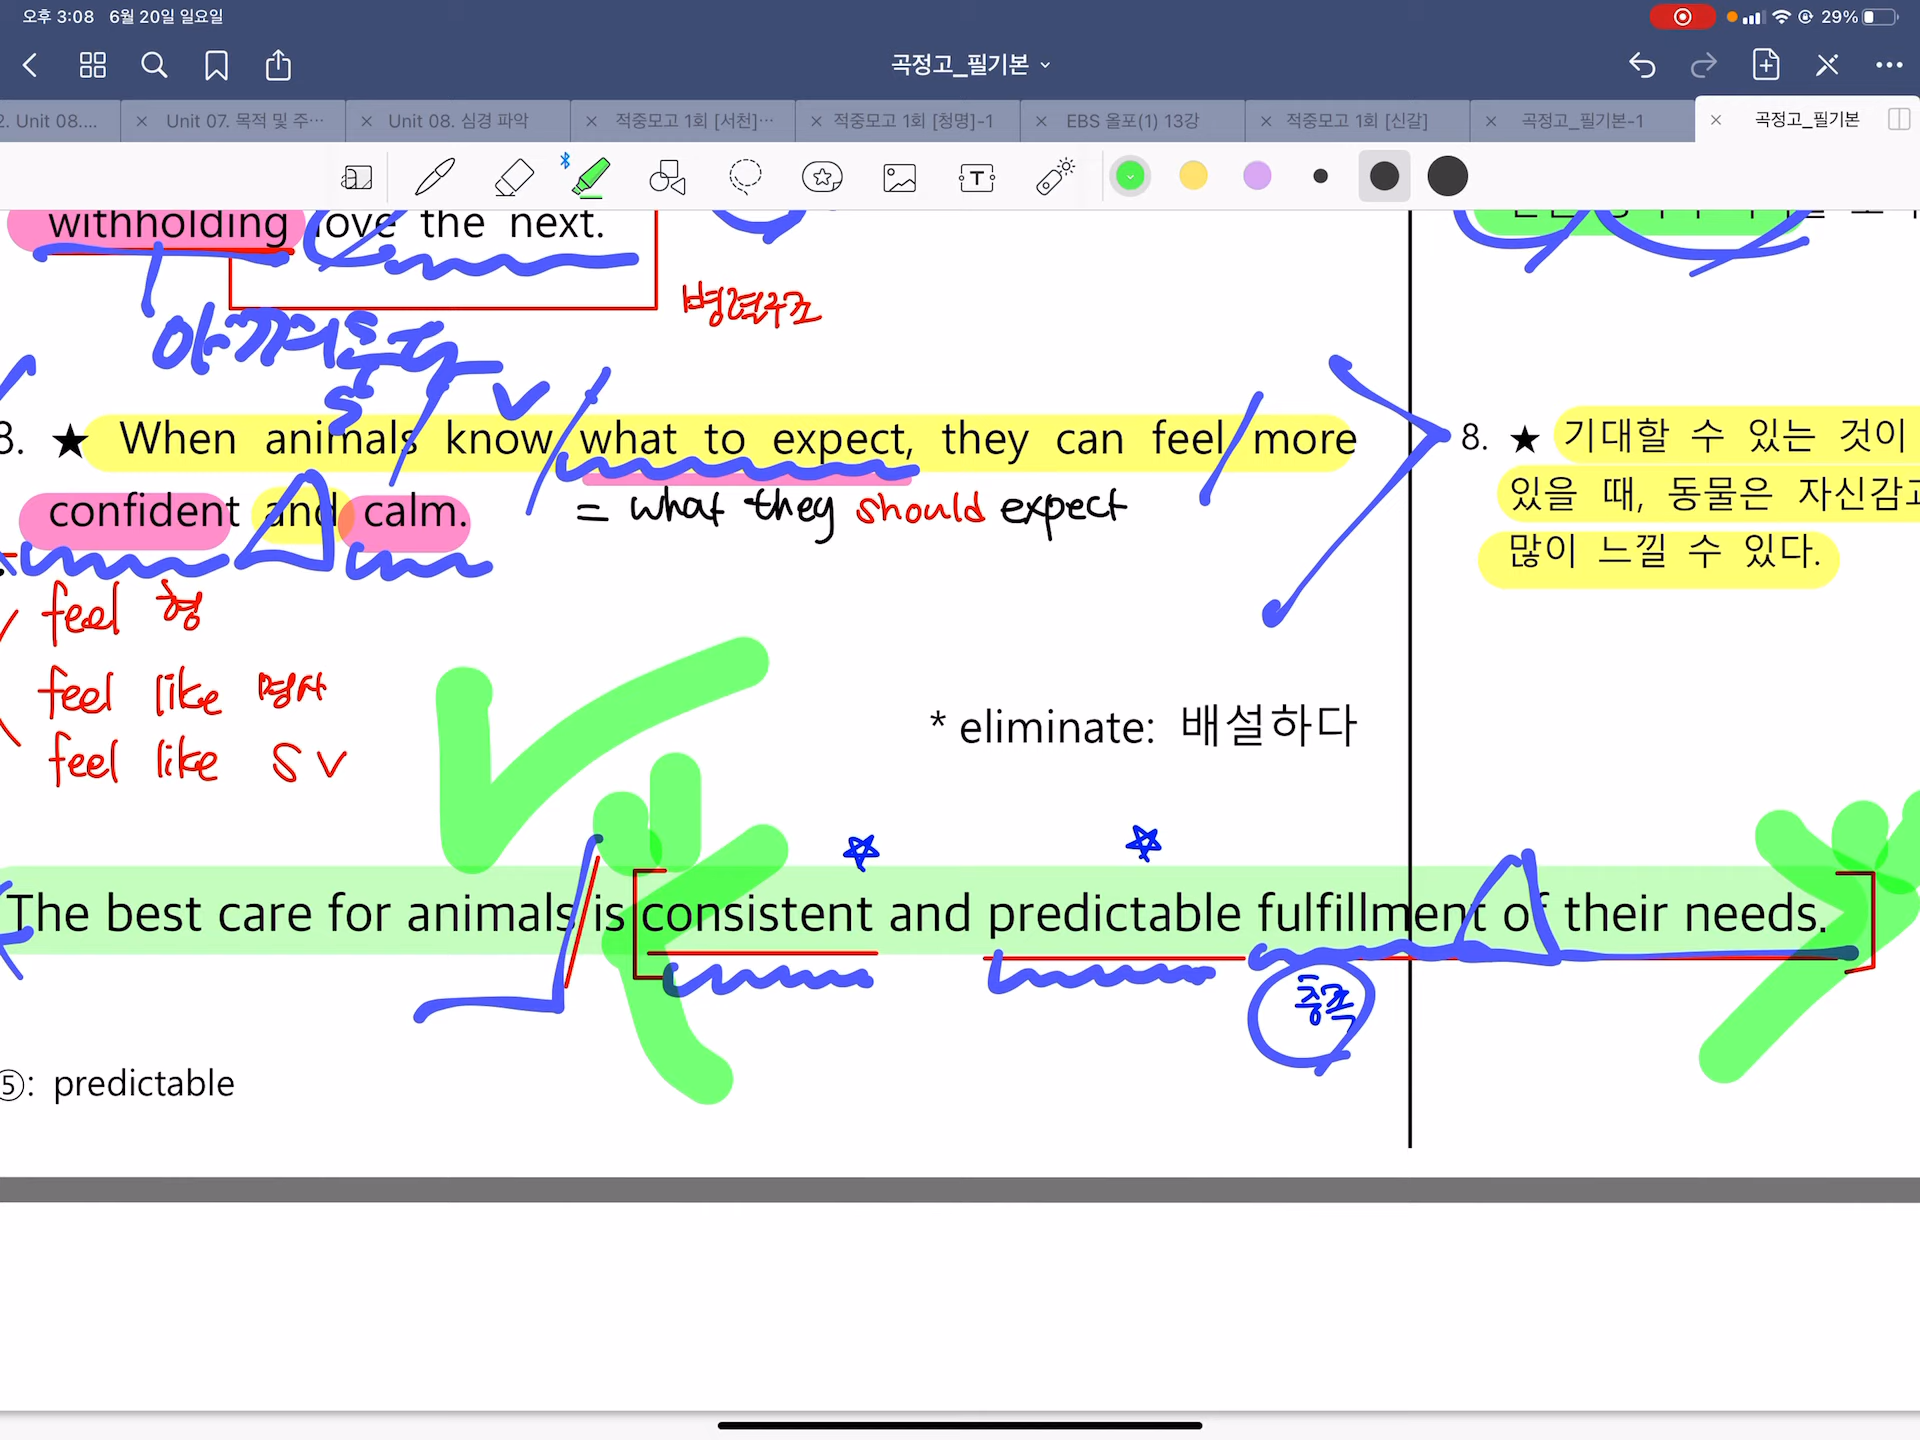 오후 3:08 6월 20일 일요일
29%
곡정고_필기본
2. Unit 08....
Unit 07. 목적 및 주…
Unit 08. 심경 파악
적중모고 1회 [서천]…
적중모고 1회 [청명]-1
EBS 올포(1) 13강
적중모고 1회 [신갈]
곡정고_필기본-1
곡정고_필기본
withholding love the next.
병렬구조
아껴둔다
S V
8. ★ When animals know what to expect, they can feel more
confident and calm.
= what they should expect
feel 형
feel like 명사
feel like S V
8. ★ 기대할 수 있는 것이
있을 때, 동물은 자신감과
많이 느낄 수 있다.
* eliminate: 배설하다
The best care for animals is consistent and predictable fulfillment of their needs.
충족
⑤: predictable